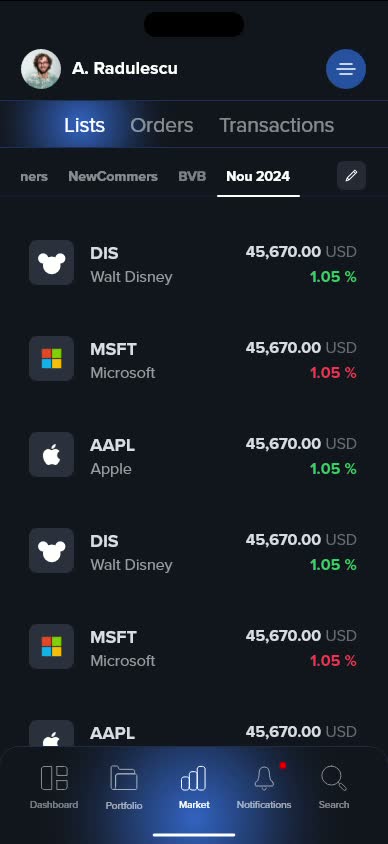 A. Radulescu
Lists Orders Transactions
ners NewCommers BVB Nou 2024
DIS 45,670.00 USD
Walt Disney 1.05 %
MSFT 45,670.00 USD
Microsoft 1.05 %
AAPL 45,670.00 USD
Apple 1.05 %
DIS 45,670.00 USD
Walt Disney 1.05 %
MSFT 45,670.00 USD
Microsoft 1.05 %
AAPL 45,670.00 USD
Dashboard Portfolio Market Notifications Search